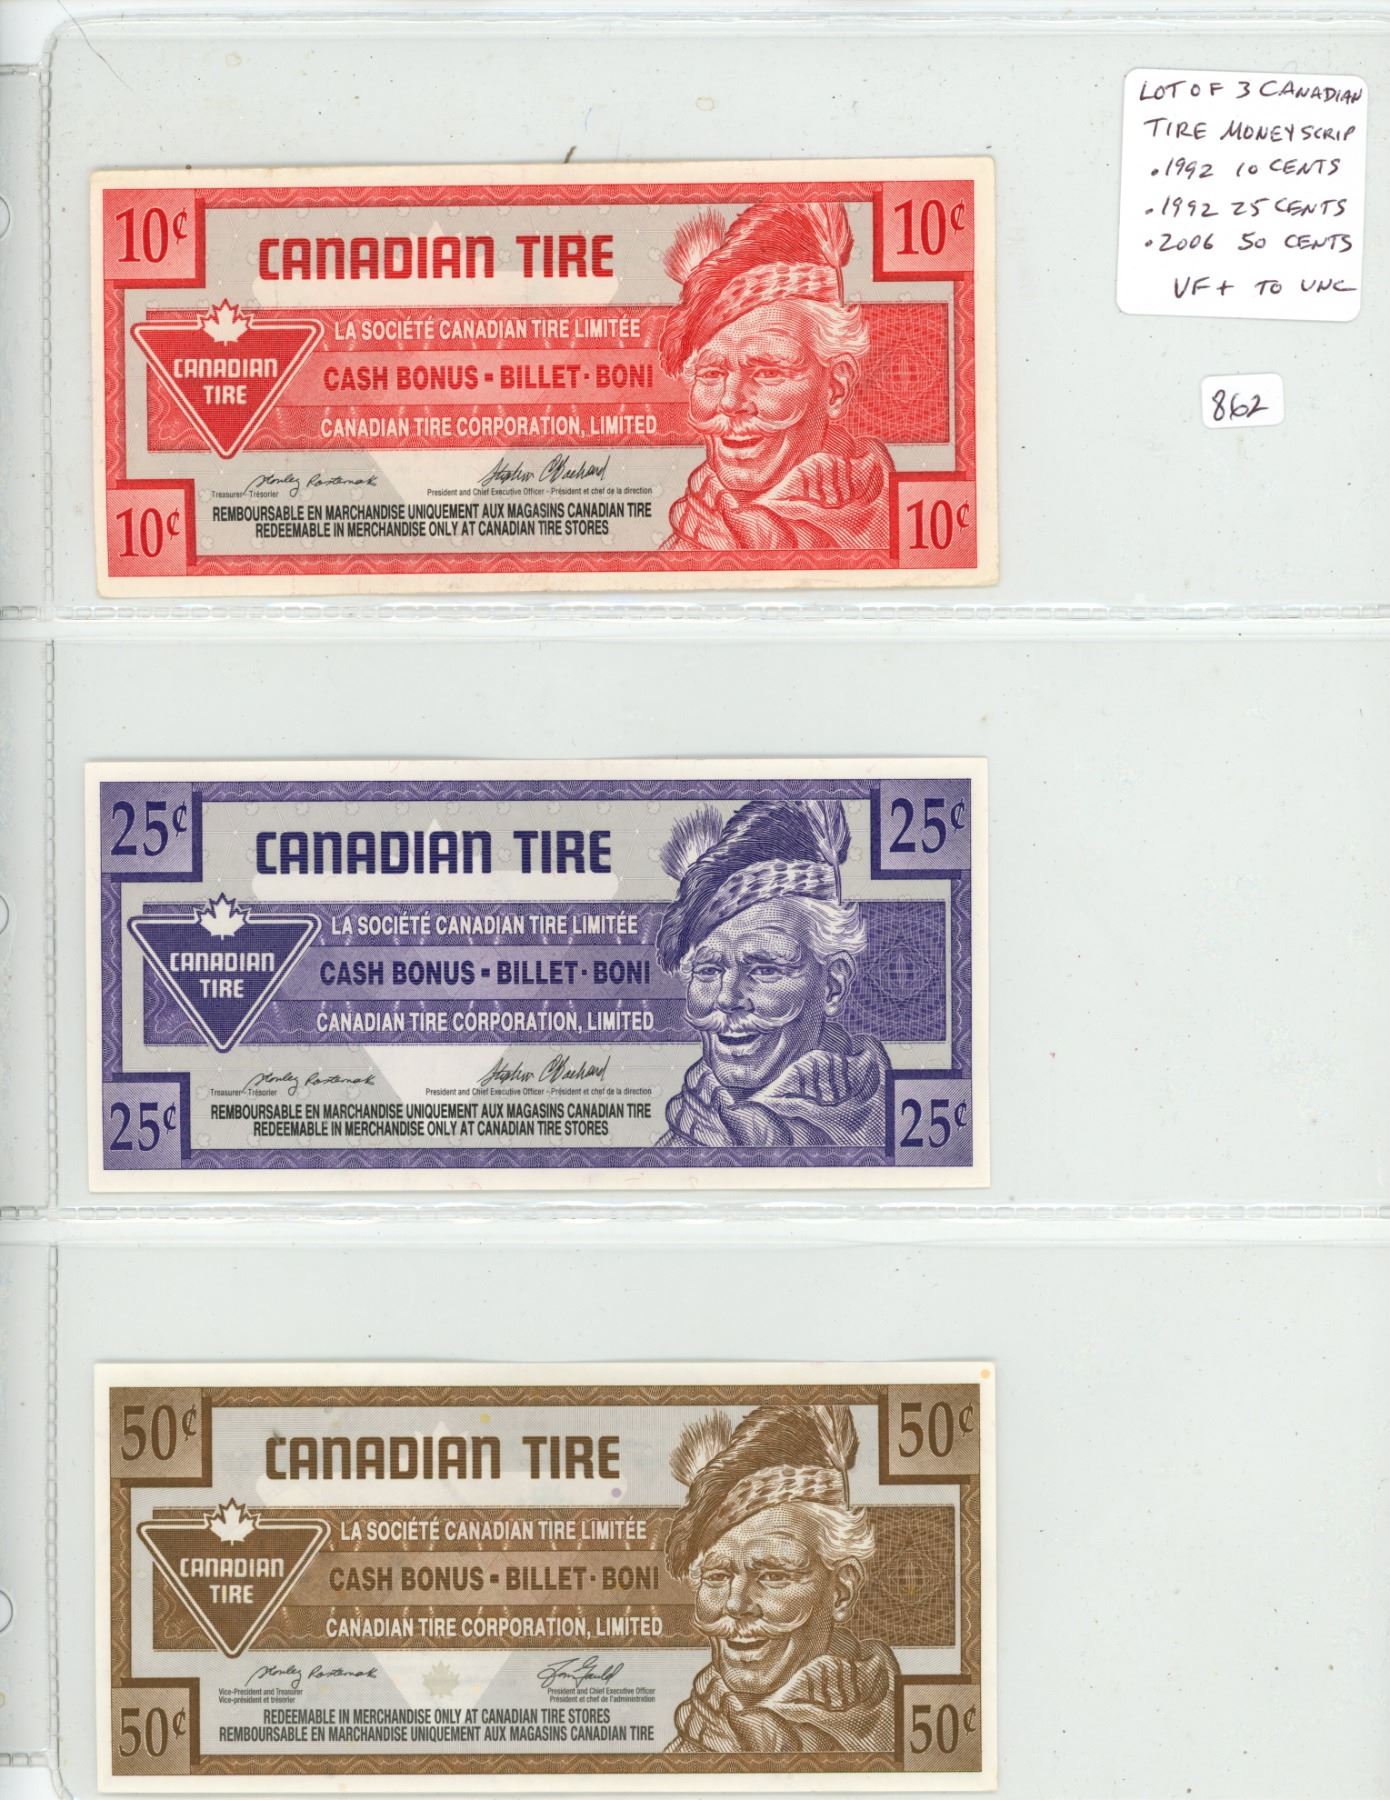 LOT OF 3 CANADIAN
TIRE MONEY SCRIP
.1992 10 CENTS
.1992 25 CENTS
.2006 50 CENTS
VF+ TO UNC
862
10¢ 10¢
CANADIAN TIRE
LA SOCIÉTÉ CANADIAN TIRE LIMITÉE
CANADIAN
TIRE
CASH BONUS - BILLET - BONI
CANADIAN TIRE CORPORATION, LIMITED
Treasurer - Trésorier
President and Chief Executive Officer - Président et chef de la direction
REMBOURSABLE EN MARCHANDISE UNIQUEMENT AUX MAGASINS CANADIAN TIRE
REDEEMABLE IN MERCHANDISE ONLY AT CANADIAN TIRE STORES
10¢ 10¢
25¢ 25¢
CANADIAN TIRE
LA SOCIÉTÉ CANADIAN TIRE LIMITÉE
CANADIAN
TIRE
CASH BONUS - BILLET - BONI
CANADIAN TIRE CORPORATION, LIMITED
Treasurer - Trésorier
President and Chief Executive Officer - Président et chef de la direction
REMBOURSABLE EN MARCHANDISE UNIQUEMENT AUX MAGASINS CANADIAN TIRE
REDEEMABLE IN MERCHANDISE ONLY AT CANADIAN TIRE STORES
25¢ 25¢
50¢ 50¢
CANADIAN TIRE
LA SOCIÉTÉ CANADIAN TIRE LIMITÉE
CANADIAN
TIRE
CASH BONUS - BILLET - BONI
CANADIAN TIRE CORPORATION, LIMITED
Vice-President and Treasurer
Vice-président et trésorier
President and Chief Executive Officer
Président et chef de l'administration
REDEEMABLE IN MERCHANDISE ONLY AT CANADIAN TIRE STORES
REMBOURSABLE EN MARCHANDISE UNIQUEMENT AUX MAGASINS CANADIAN TIRE
50¢ 50¢